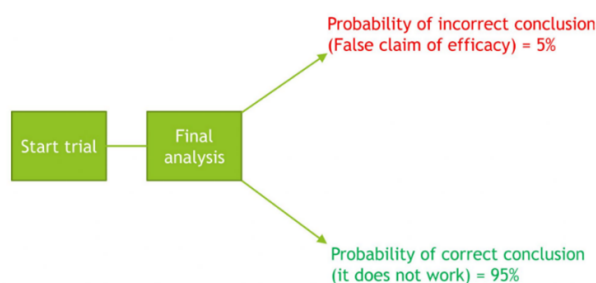 Probability of incorrect conclusion
(False claim of efficacy) = 5%
Start trial
Final
analysis
Probability of correct conclusion
(it does not work) = 95%